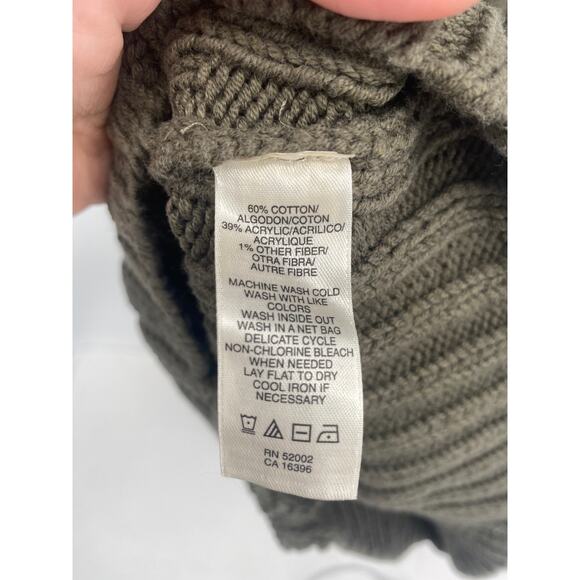 60% COTTON/
ALGODON/COTON
39% ACRYLIC/ACRILICO/
ACRYLIQUE
1% OTHER FIBER/
OTRA FIBRA/
AUTRE FIBRE
MACHINE WASH COLD
WASH WITH LIKE
COLORS
WASH INSIDE OUT
WASH IN A NET BAG
DELICATE CYCLE
NON-CHLORINE BLEACH
WHEN NEEDED
LAY FLAT TO DRY
COOL IRON IF
NECESSARY
RN 52002
CA 16396